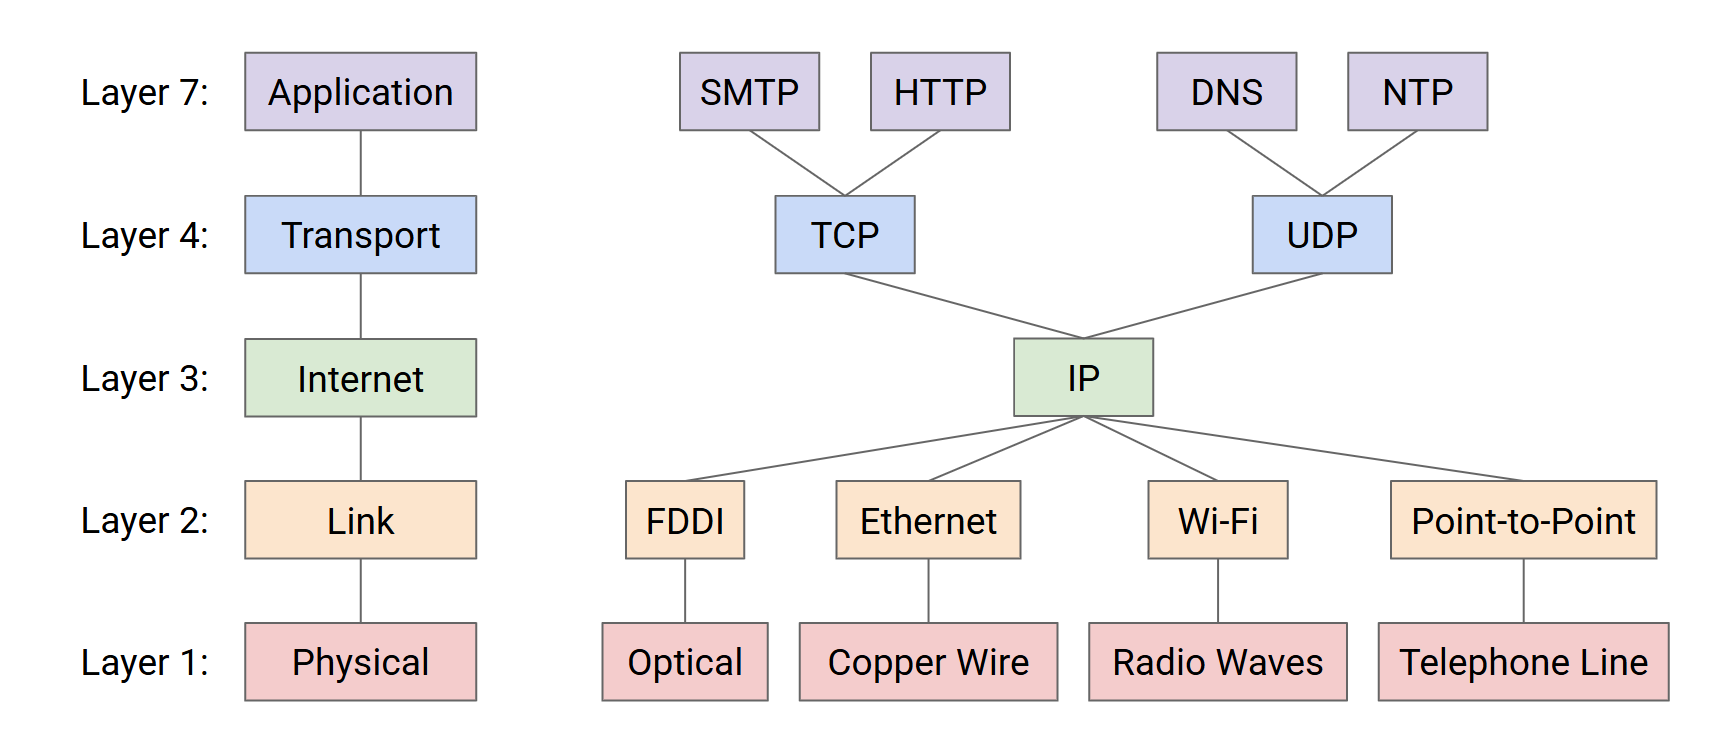 Layer 7: Application SMTP HTTP DNS NTP
Layer 4: Transport TCP UDP
Layer 3: Internet IP
Layer 2: Link FDDI Ethernet Wi-Fi Point-to-Point
Layer 1: Physical Optical Copper Wire Radio Waves Telephone Line